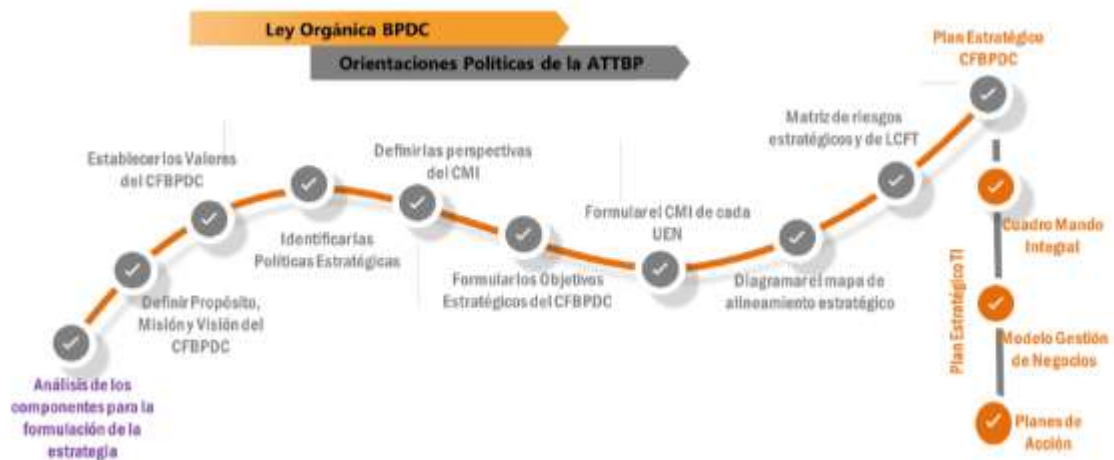 Ley Orgánica BPDC
Orientaciones Políticas de la ATTBP
Plan Estratégico
CFBPDC
Matriz de riesgos
estratégicos y de LCFT
Establecer los Valores
del CFBPDC
Definir las perspectivas
del CMI
Formular el CMI de cada
UEN
Identificar las
Políticas Estratégicas
Cuadro Mando
Integral
Formular los Objetivos
Estratégicos del CFBPDC
Diagramar el mapa de
alineamiento estratégico
Definir Propósito,
Misión y Visión del
CFBPDC
Plan Estratégico TI
Modelo Gestión
de Negocios
Análisis de los
componentes para la
formulación de la
estrategia
Planes de
Acción